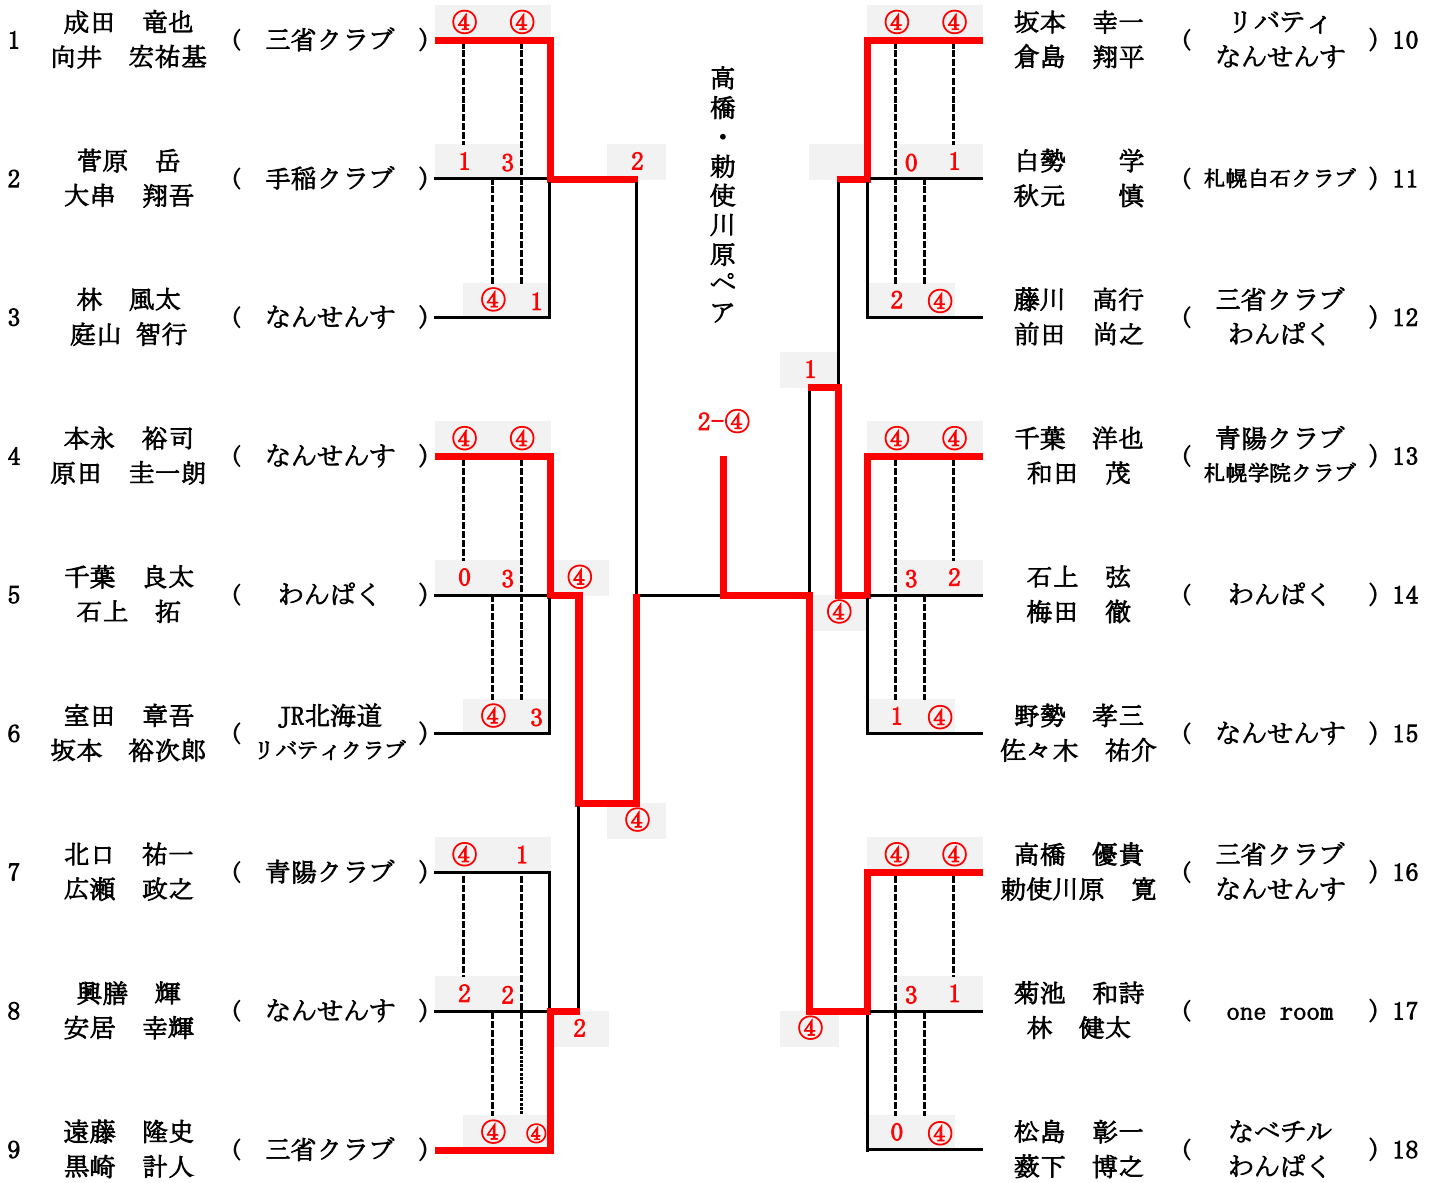 1 成田 竜也 向井 宏祐基 ( 三省クラブ ) ④ ④
2 菅原 岳 大串 翔吾 ( 手稲クラブ ) 1 3
3 林 風太 庭山 智行 ( なんせんす ) ④ 1
4 本永 裕司 原田 圭一朗 ( なんせんす ) ④ ④
5 千葉 良太 石上 拓 ( わんぱく ) 0 3
6 室田 章吾 坂本 裕次郎 ( JR北海道 リバティクラブ ) ④ 3
7 北口 祐一 広瀬 政之 ( 青陽クラブ ) ④ 1
8 興膳 輝 安居 幸輝 ( なんせんす ) 2 2
9 遠藤 隆史 黒崎 計人 ( 三省クラブ ) ④ ④
2
④
2
④
高橋・勅使川原ペア
2-④
1
④
④
④ ④ 坂本 幸一 倉島 翔平 ( リバティ なんせんす ) 10
0 1 白勢 学 秋元 慎 ( 札幌白石クラブ ) 11
2 ④ 藤川 高行 前田 尚之 ( 三省クラブ わんぱく ) 12
④ ④ 千葉 洋也 和田 茂 ( 青陽クラブ 札幌学院クラブ ) 13
3 2 石上 弦 梅田 徹 ( わんぱく ) 14
1 ④ 野勢 孝三 佐々木 祐介 ( なんせんす ) 15
④ ④ 高橋 優貴 勅使川原 寛 ( 三省クラブ なんせんす ) 16
3 1 菊池 和詩 林 健太 ( one room ) 17
0 ④ 松島 彰一 薮下 博之 ( なべチル わんぱく ) 18